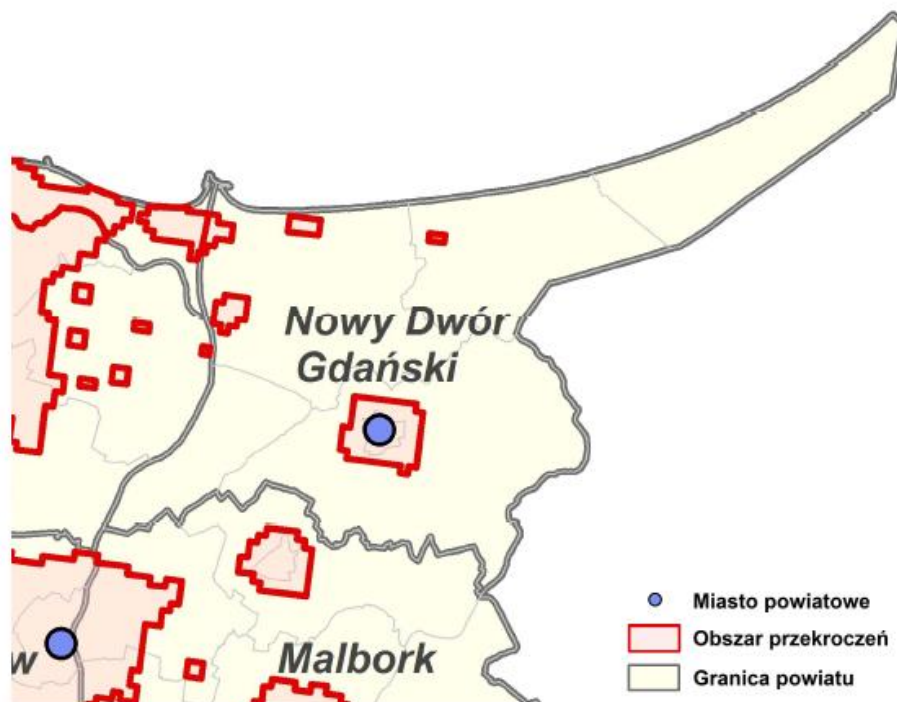 Nowy Dwór
Gdański
w
Malbork
Miasto powiatowe
Obszar przekroczeń
Granica powiatu